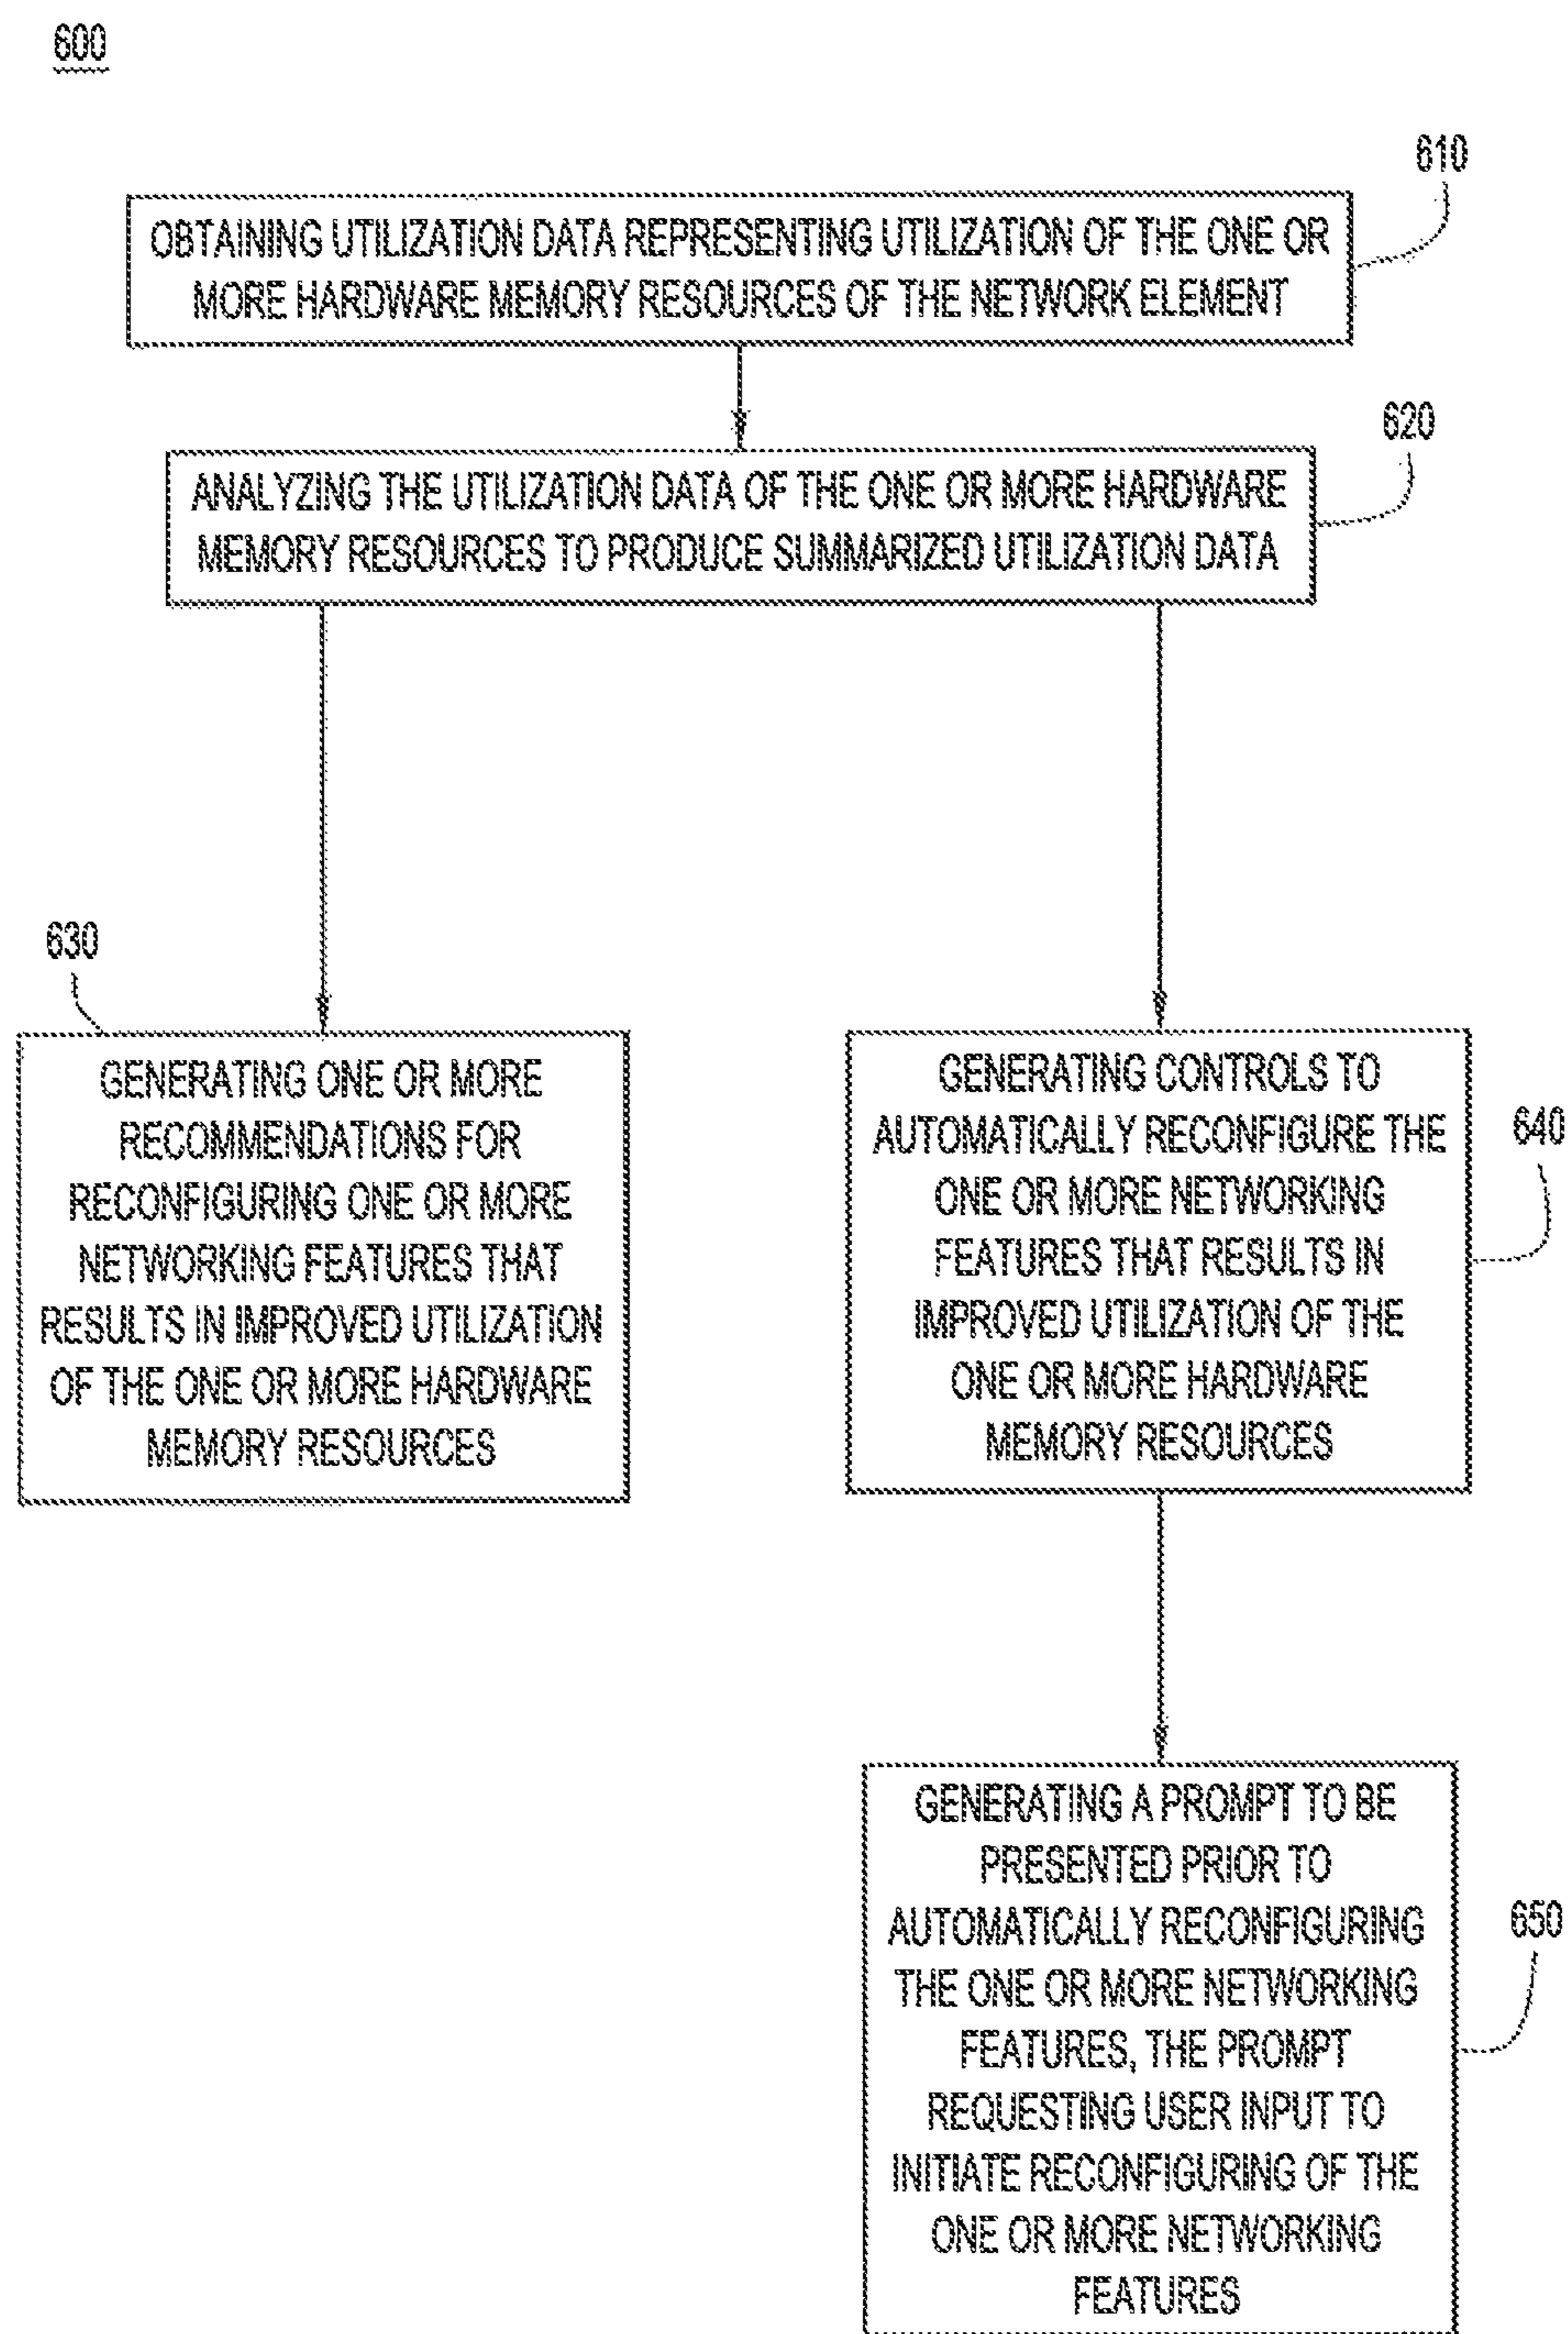 600
610
OBTAINING UTILIZATION DATA REPRESENTING UTILIZATION OF THE ONE OR
MORE HARDWARE MEMORY RESOURCES OF THE NETWORK ELEMENT
620
ANALYZING THE UTILIZATION DATA OF THE ONE OR MORE HARDWARE
MEMORY RESOURCES TO PRODUCE SUMMARIZED UTILIZATION DATA
630
GENERATING ONE OR MORE
RECOMMENDATIONS FOR
RECONFIGURING ONE OR MORE
NETWORKING FEATURES THAT
RESULTS IN IMPROVED UTILIZATION
OF THE ONE OR MORE HARDWARE
MEMORY RESOURCES
640
GENERATING CONTROLS TO
AUTOMATICALLY RECONFIGURE THE
ONE OR MORE NETWORKING
FEATURES THAT RESULTS IN
IMPROVED UTILIZATION OF THE
ONE OR MORE HARDWARE
MEMORY RESOURCES
650
GENERATING A PROMPT TO BE
PRESENTED PRIOR TO
AUTOMATICALLY RECONFIGURING
THE ONE OR MORE NETWORKING
FEATURES, THE PROMPT
REQUESTING USER INPUT TO
INITIATE RECONFIGURING OF THE
ONE OR MORE NETWORKING
FEATURES